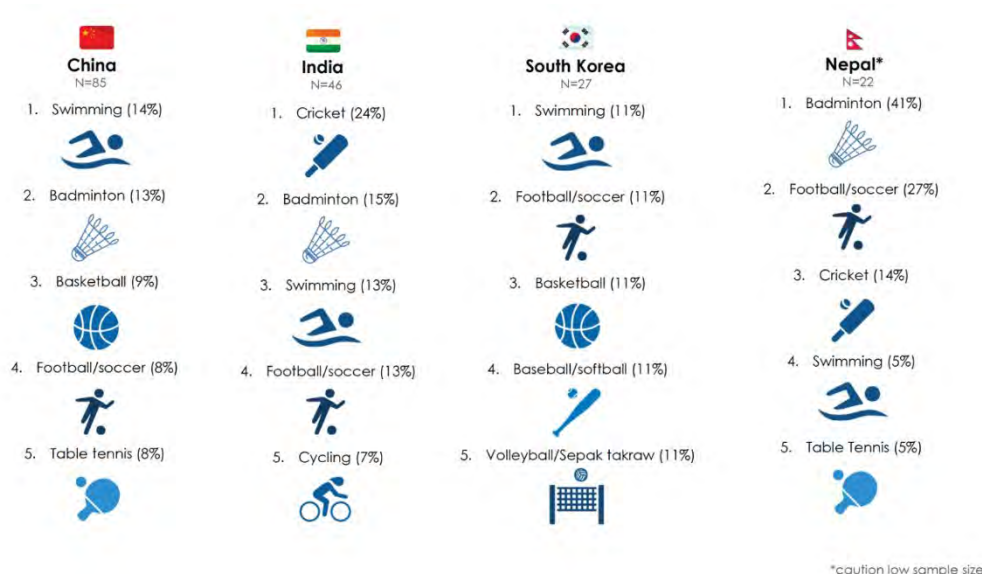 China
N=85
1. Swimming (14%)
2. Badminton (13%)
3. Basketball (9%)
4. Football/soccer (8%)
5. Table tennis (8%)
India
N=46
1. Cricket (24%)
2. Badminton (15%)
3. Swimming (13%)
4. Football/soccer (13%)
5. Cycling (7%)
South Korea
N=27
1. Swimming (11%)
2. Football/soccer (11%)
3. Basketball (11%)
4. Baseball/softball (11%)
5. Volleyball/Sepak takraw (11%)
Nepal*
N=22
1. Badminton (41%)
2. Football/soccer (27%)
3. Cricket (14%)
4. Swimming (5%)
5. Table Tennis (5%)
*caution low sample size